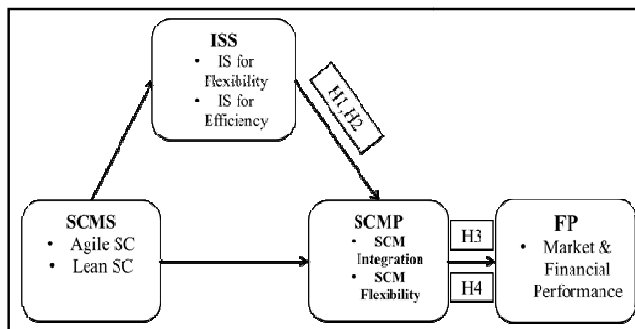 ISS
• IS for
Flexibility
• IS for
Efficiency
H1,H2
SCMS
• Agile SC
• Lean SC
SCMP
• SCM
Integration
• SCM
Flexibility
H3
H4
FP
• Market &
Financial
Performance